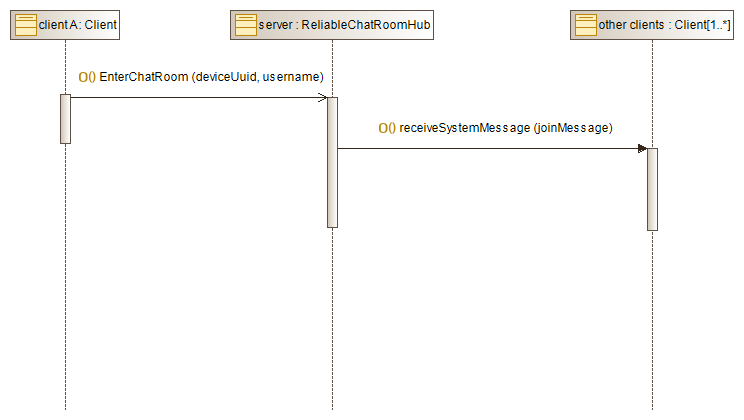 client A: Client
server : ReliableChatRoomHub
other clients : Client[1..*]
O() EnterChatRoom (deviceUuid, username)
O() receiveSystemMessage (joinMessage)